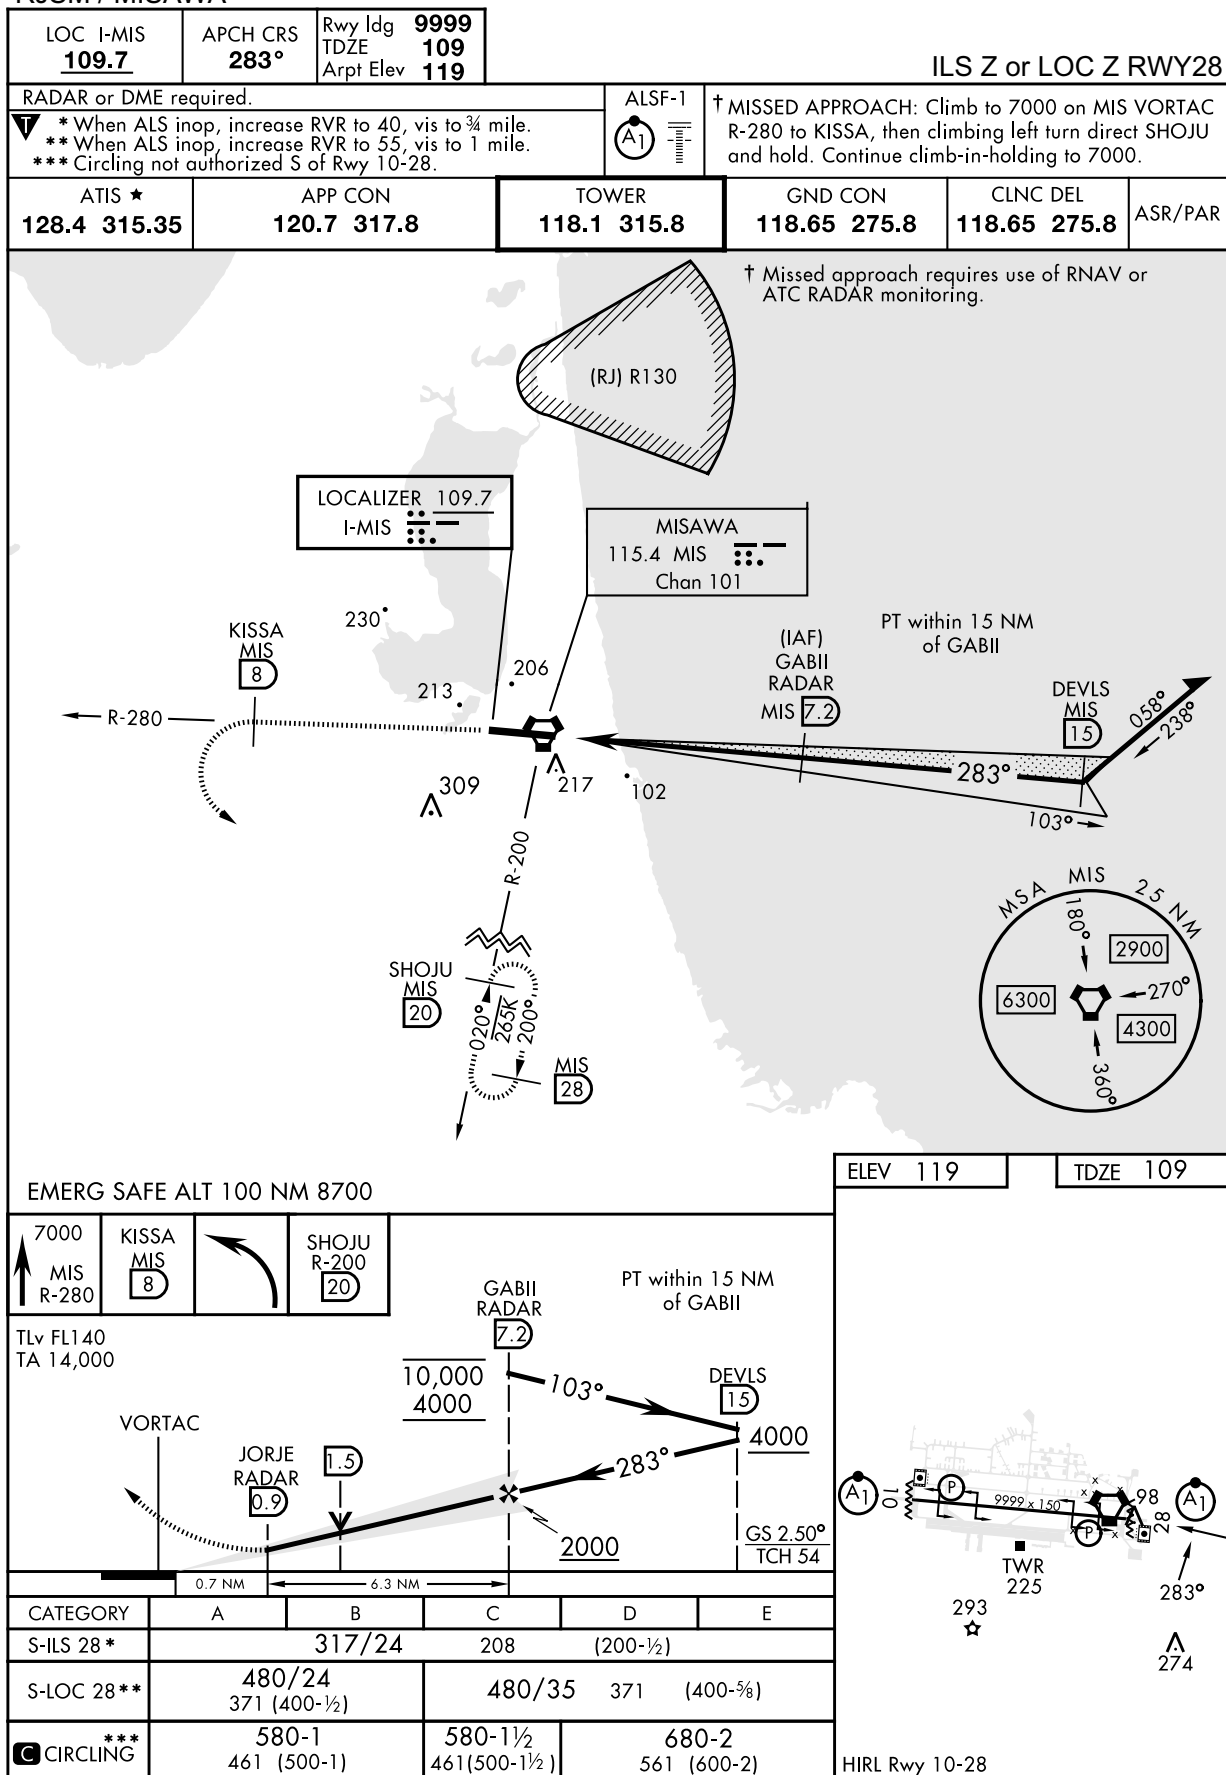 RJSM / MISAWA
LOC I-MIS
109.7
APCH CRS
283°
Rwy ldg 9999
TDZE 109
Arpt Elev 119
ILS Z or LOC Z RWY28
RADAR or DME required.
T
* When ALS inop, increase RVR to 40, vis to ¾ mile.
** When ALS inop, increase RVR to 55, vis to 1 mile.
*** Circling not authorized S of Rwy 10-28.
ALSF-1
A1
† MISSED APPROACH: Climb to 7000 on MIS VORTAC
R-280 to KISSA, then climbing left turn direct SHOJU
and hold. Continue climb-in-holding to 7000.
ATIS ★
128.4 315.35
APP CON
120.7 317.8
TOWER
118.1 315.8
GND CON
118.65 275.8
CLNC DEL
118.65 275.8
ASR/PAR
† Missed approach requires use of RNAV or
ATC RADAR monitoring.
(RJ) R130
LOCALIZER 109.7
I-MIS
MISAWA
115.4 MIS
Chan 101
230
KISSA
MIS
8
206
213
R-280
309
217
102
(IAF)
GABII
RADAR
MIS 7.2
PT within 15 NM
of GABII
DEVLS
MIS
15
058°
238°
283°
103°
R-200
SHOJU
MIS
20
020°
265K
200°
MIS
28
MSA MIS 25 NM
180°
2900
270°
6300
4300
360°
EMERG SAFE ALT 100 NM 8700
ELEV 119
TDZE 109
7000
MIS
R-280
KISSA
MIS
8
SHOJU
R-200
20
TLv FL140
TA 14,000
GABII
RADAR
7.2
PT within 15 NM
of GABII
10,000
4000
103°
DEVLS
15
4000
283°
VORTAC
JORJE
RADAR
0.9
1.5
2000
GS 2.50°
TCH 54
0.7 NM
6.3 NM
A1
10
P
9999 x 150
x
x
x
x
x
P
98
28
A1
TWR
225
283°
293
274
CATEGORY A B C D E
S-ILS 28* 317/24 208 (200-½)
S-LOC 28** 480/24
371 (400-½)
480/35 371 (400-⅝)
C CIRCLING ***
580-1
461 (500-1)
580-1½
461(500-1½)
680-2
561 (600-2)
HIRL Rwy 10-28